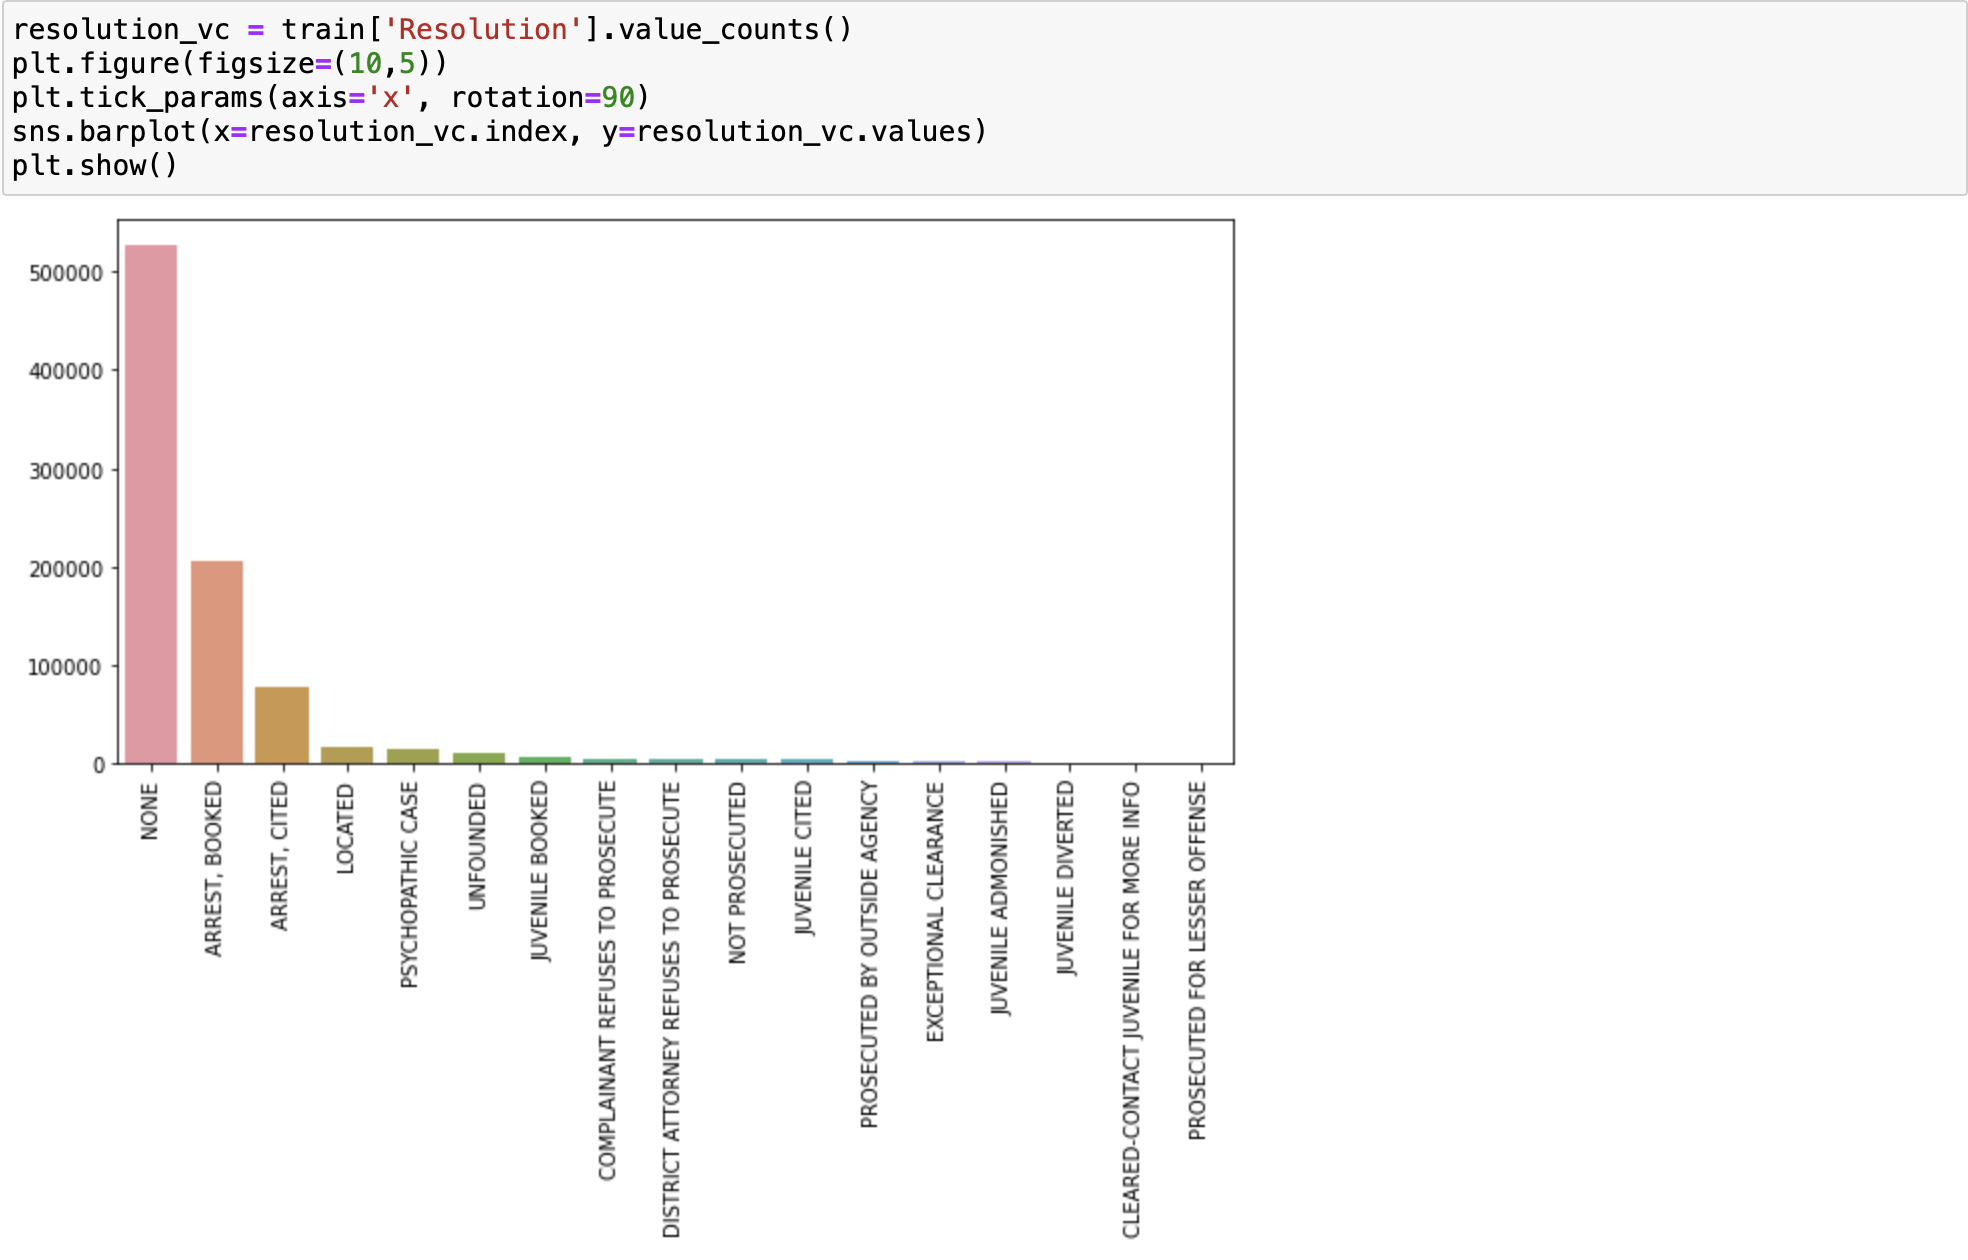 resolution_vc = train['Resolution'].value_counts()
plt.figure(figsize=(10,5))
plt.tick_params(axis='x', rotation=90)
sns.barplot(x=resolution_vc.index, y=resolution_vc.values)
plt.show()
500000
400000
300000
200000
100000
0
NONE
ARREST, BOOKED
ARREST, CITED
LOCATED
PSYCHOPATHIC CASE
UNFOUNDED
JUVENILE BOOKED
COMPLAINANT REFUSES TO PROSECUTE
DISTRICT ATTORNEY REFUSES TO PROSECUTE
NOT PROSECUTED
JUVENILE CITED
PROSECUTED BY OUTSIDE AGENCY
EXCEPTIONAL CLEARANCE
JUVENILE ADMONISHED
JUVENILE DIVERTED
CLEARED-CONTACT JUVENILE FOR MORE INFO
PROSECUTED FOR LESSER OFFENSE